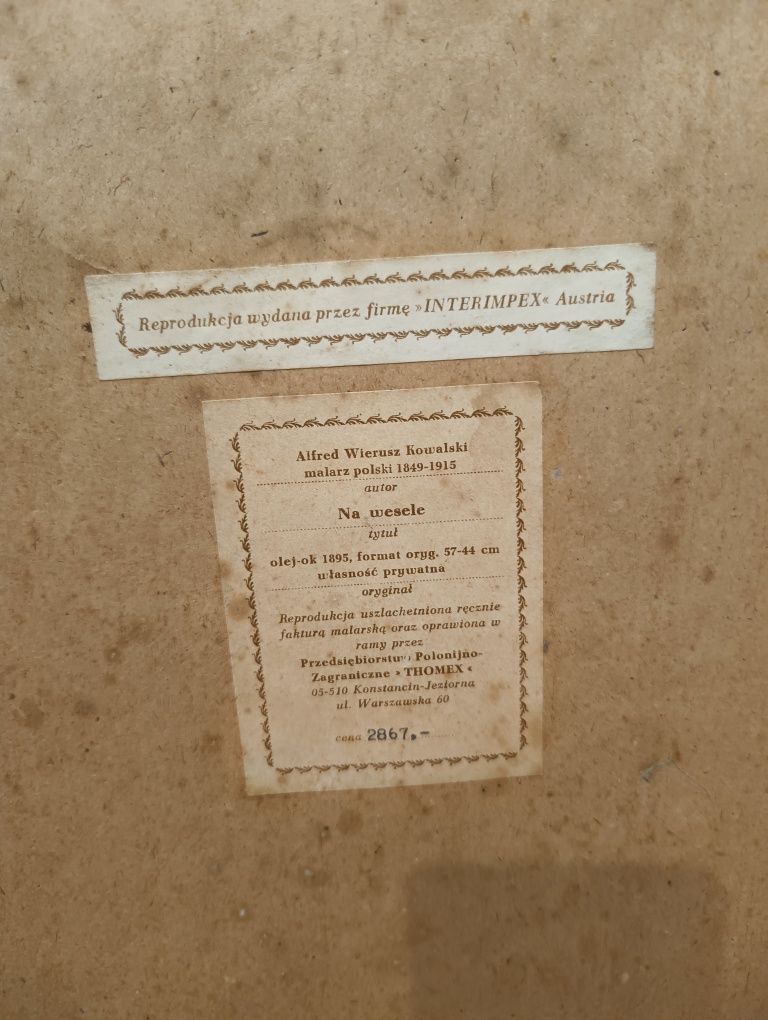 Reprodukcja wydana przez firmę »INTERIMPEX« Austria
Alfred Wierusz Kowalski
malarz polski 1849-1915
autor
Na wesele
tytuł
olej-ok 1895, format oryg. 57-44 cm
własność prywatna
oryginał
Reprodukcja uszlachetniona ręcznie
fakturą malarską oraz oprawiona w
ramy przez
Przedsiębiorstwo Polonijno-
Zagraniczne » THOMEX «
05-510 Konstancin-Jeziorna
ul. Warszawska 60
cena 2867,-